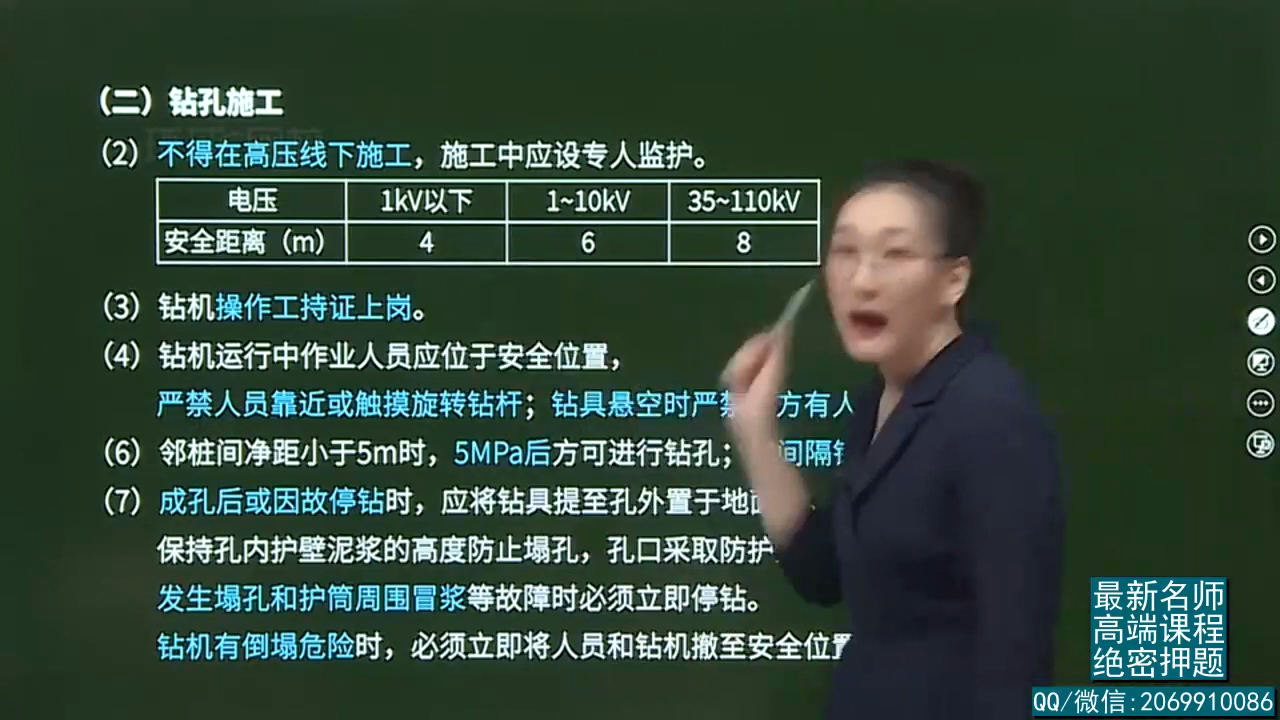 （二）钻孔施工
（2）不得在高压线下施工，施工中应设专人监护。
电压 1kV以下 1~10kV 35~110kV
安全距离（m） 4 6 8
（3）钻机操作工持证上岗。
（4）钻机运行中作业人员应位于安全位置，
严禁人员靠近或触摸旋转钻杆；钻具悬空时严禁 方有人
（6）邻桩间净距小于5m时，5MPa后方可进行钻孔； 间隔
（7）成孔后或因故停钻时，应将钻具提至孔外置于地
保持孔内护壁泥浆的高度防止塌孔，孔口采取防护
发生塌孔和护筒周围冒浆等故障时必须立即停钻。
钻机有倒塌危险时，必须立即将人员和钻机撤至安全位
最新名师
高端课程
绝密押题
QQ/微信:2069910086